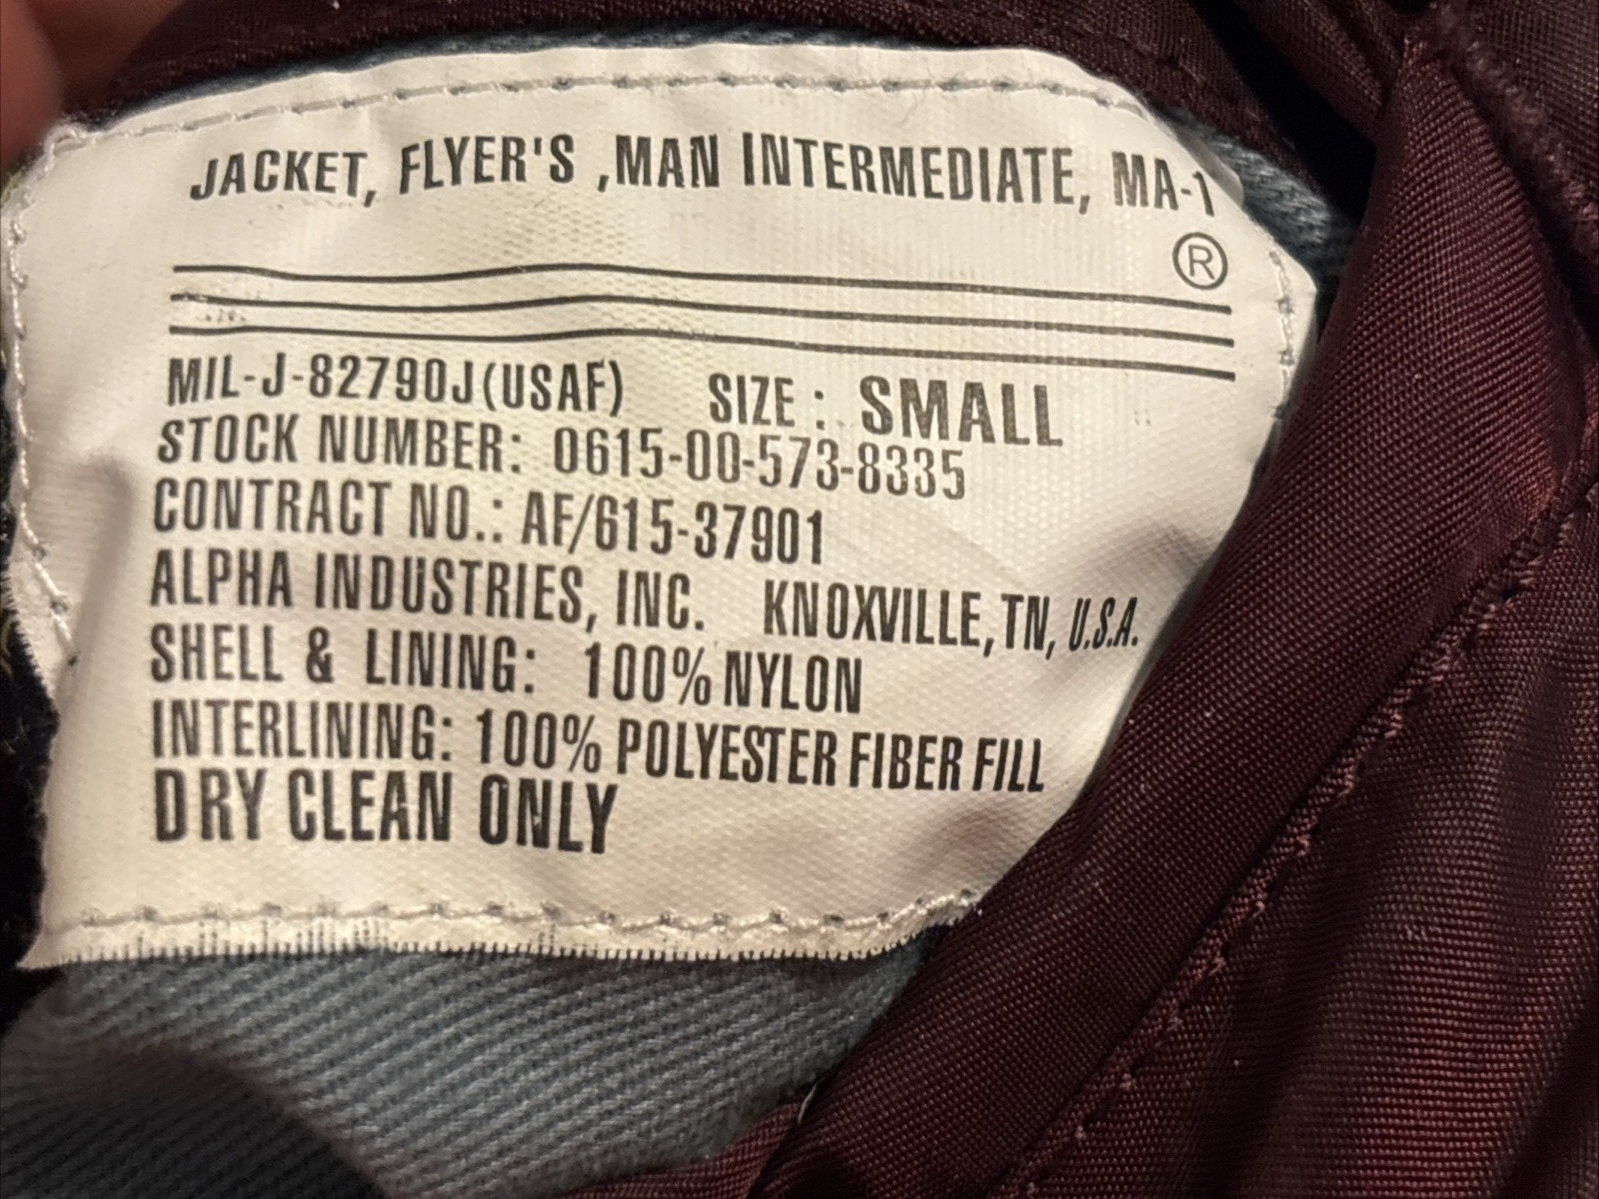 JACKET, FLYER'S ,MAN INTERMEDIATE, MA-1
®
MIL-J-82790J(USAF) SIZE: SMALL
STOCK NUMBER: 0615-00-573-8335
CONTRACT NO.: AF/615-37901
ALPHA INDUSTRIES, INC. KNOXVILLE,TN, U.S.A.
SHELL & LINING: 100% NYLON
INTERLINING: 100% POLYESTER FIBER FILL
DRY CLEAN ONLY